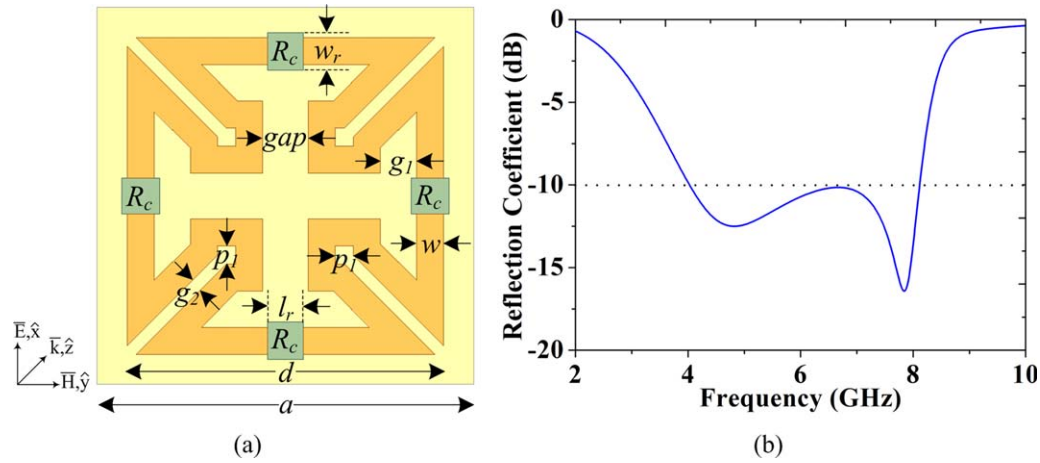 R_c
w_r
gap
g_1
R_c
R_c
w
p_1
p_1
g_2
l_r
R_c
d
a
E̅,x̂
k̅,ẑ
H̅,ŷ
(a)
Reflection Coefficient (dB)
0
-5
-10
-15
-20
2
4
6
8
10
Frequency (GHz)
(b)